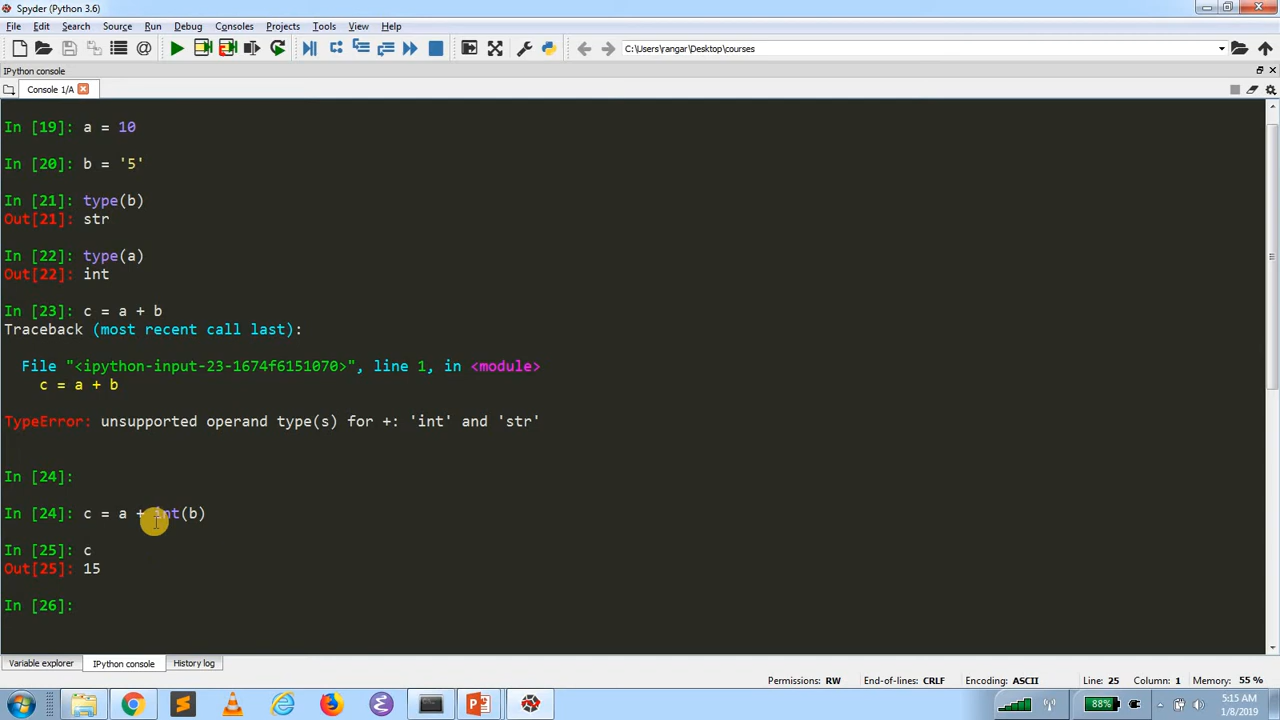 Spyder (Python 3.6)
File Edit Search Source Run Debug Consoles Projects Tools View Help
C:\Users\rangar\Desktop\courses
IPython console
Console 1/A
In [19]: a = 10
In [20]: b = '5'
In [21]: type(b)
Out[21]: str
In [22]: type(a)
Out[22]: int
In [23]: c = a + b
Traceback (most recent call last):
File "<ipython-input-23-1674f6151070>", line 1, in <module>
c = a + b
TypeError: unsupported operand type(s) for +: 'int' and 'str'
In [24]:
In [24]: c = a + int(b)
In [25]: c
Out[25]: 15
In [26]:
Variable explorer IPython console History log
Permissions: RW End-of-lines: CRLF Encoding: ASCII Line: 25 Column: 1 Memory: 55 %
88% 5:15 AM
1/8/2019